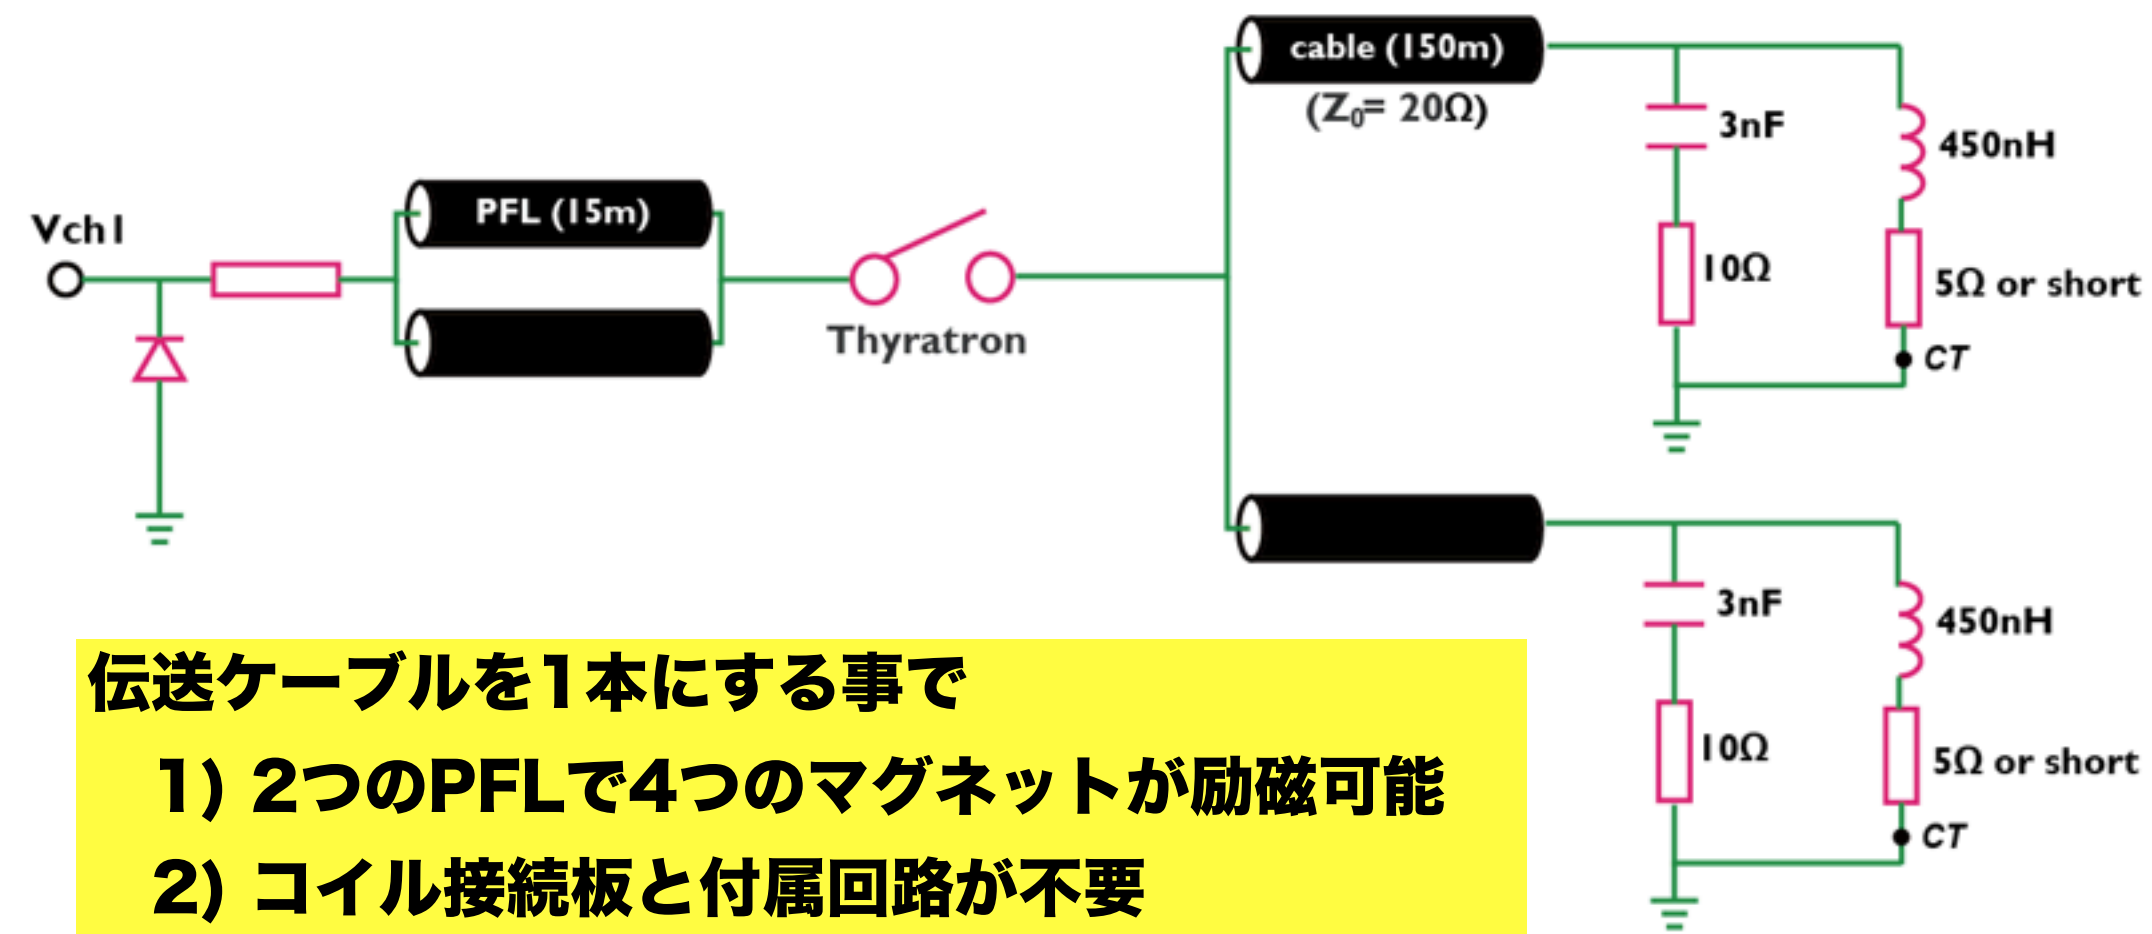 cable (150m)
(Z₀= 20Ω)
3nF
450nH
10Ω
5Ω or short
CT
Vch1
PFL (15m)
Thyratron
3nF
450nH
10Ω
5Ω or short
CT
伝送ケーブルを1本にする事で
1) 2つのPFLで4つのマグネットが励磁可能
2) コイル接続板と付属回路が不要